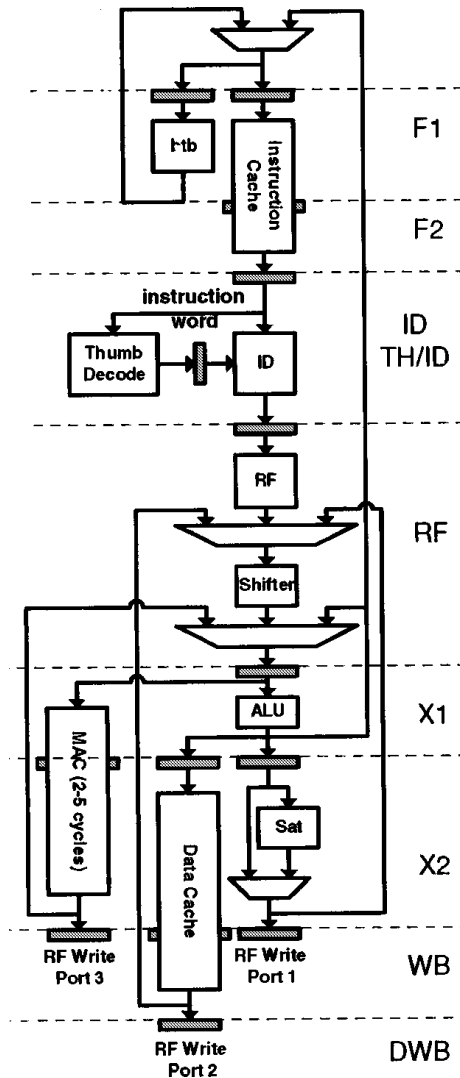 btb
F1
Instruction
Cache
F2
instruction
word
ID
TH/ID
Thumb
Decode
ID
RF
RF
Shifter
X1
ALU
MAC (2-5 cycles)
Data Cache
Sat
X2
RF Write
Port 3
RF Write
Port 1
WB
RF Write
Port 2
DWB